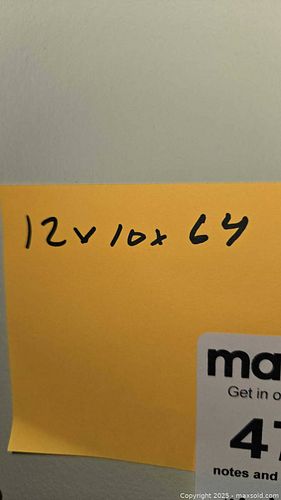 12 x 10 x 64
ma
Get in o
47
notes and
Copyright 2025 - maxsold.com